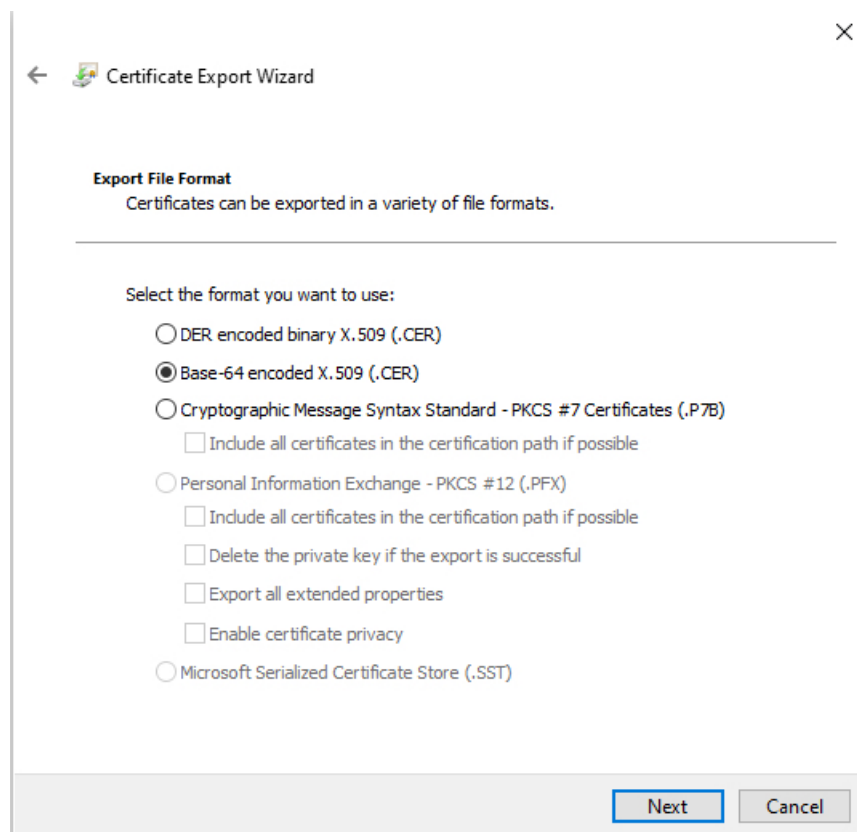 Certificate Export Wizard
Export File Format
Certificates can be exported in a variety of file formats.
Select the format you want to use:
DER encoded binary X.509 (.CER)
Base-64 encoded X.509 (.CER)
Cryptographic Message Syntax Standard - PKCS #7 Certificates (.P7B)
Include all certificates in the certification path if possible
Personal Information Exchange - PKCS #12 (.PFX)
Include all certificates in the certification path if possible
Delete the private key if the export is successful
Export all extended properties
Enable certificate privacy
Microsoft Serialized Certificate Store (.SST)
Next Cancel